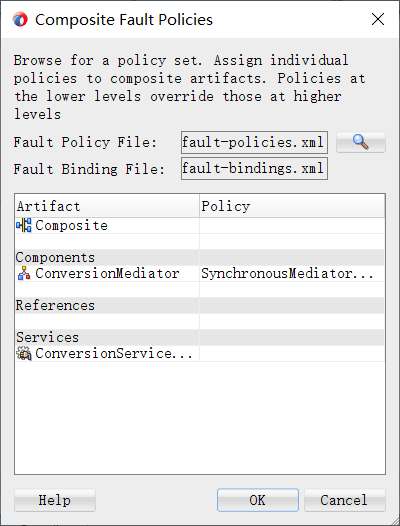 Composite Fault Policies
Browse for a policy set. Assign individual
policies to composite artifacts. Policies at
the lower levels override those at higher
levels
Fault Policy File: fault-policies.xml
Fault Binding File: fault-bindings.xml
Artifact Policy
Composite
Components
ConversionMediator SynchronousMediator...
References
Services
ConversionService...
Help OK Cancel